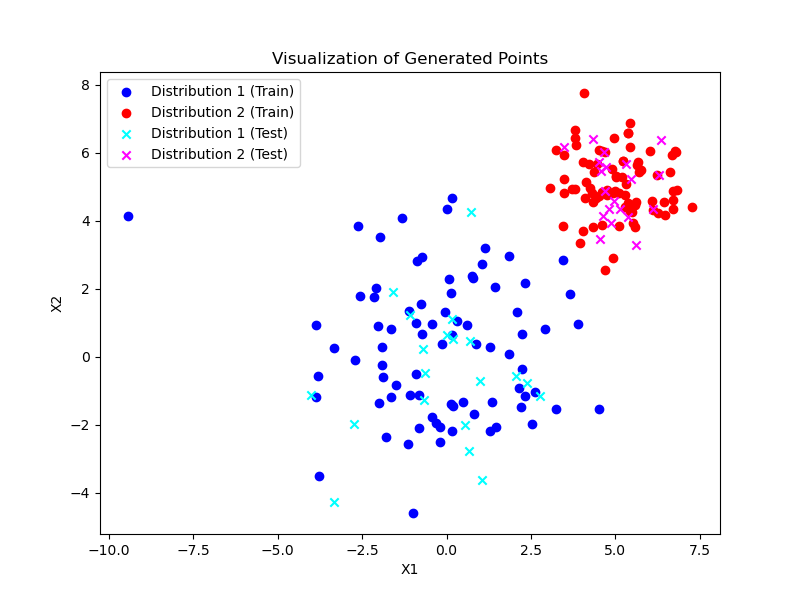 Visualization of Generated Points
Distribution 1 (Train)
Distribution 2 (Train)
Distribution 1 (Test)
Distribution 2 (Test)
8
6
4
2
0
−2
−4
X2
−10.0 −7.5 −5.0 −2.5 0.0 2.5 5.0 7.5
X1